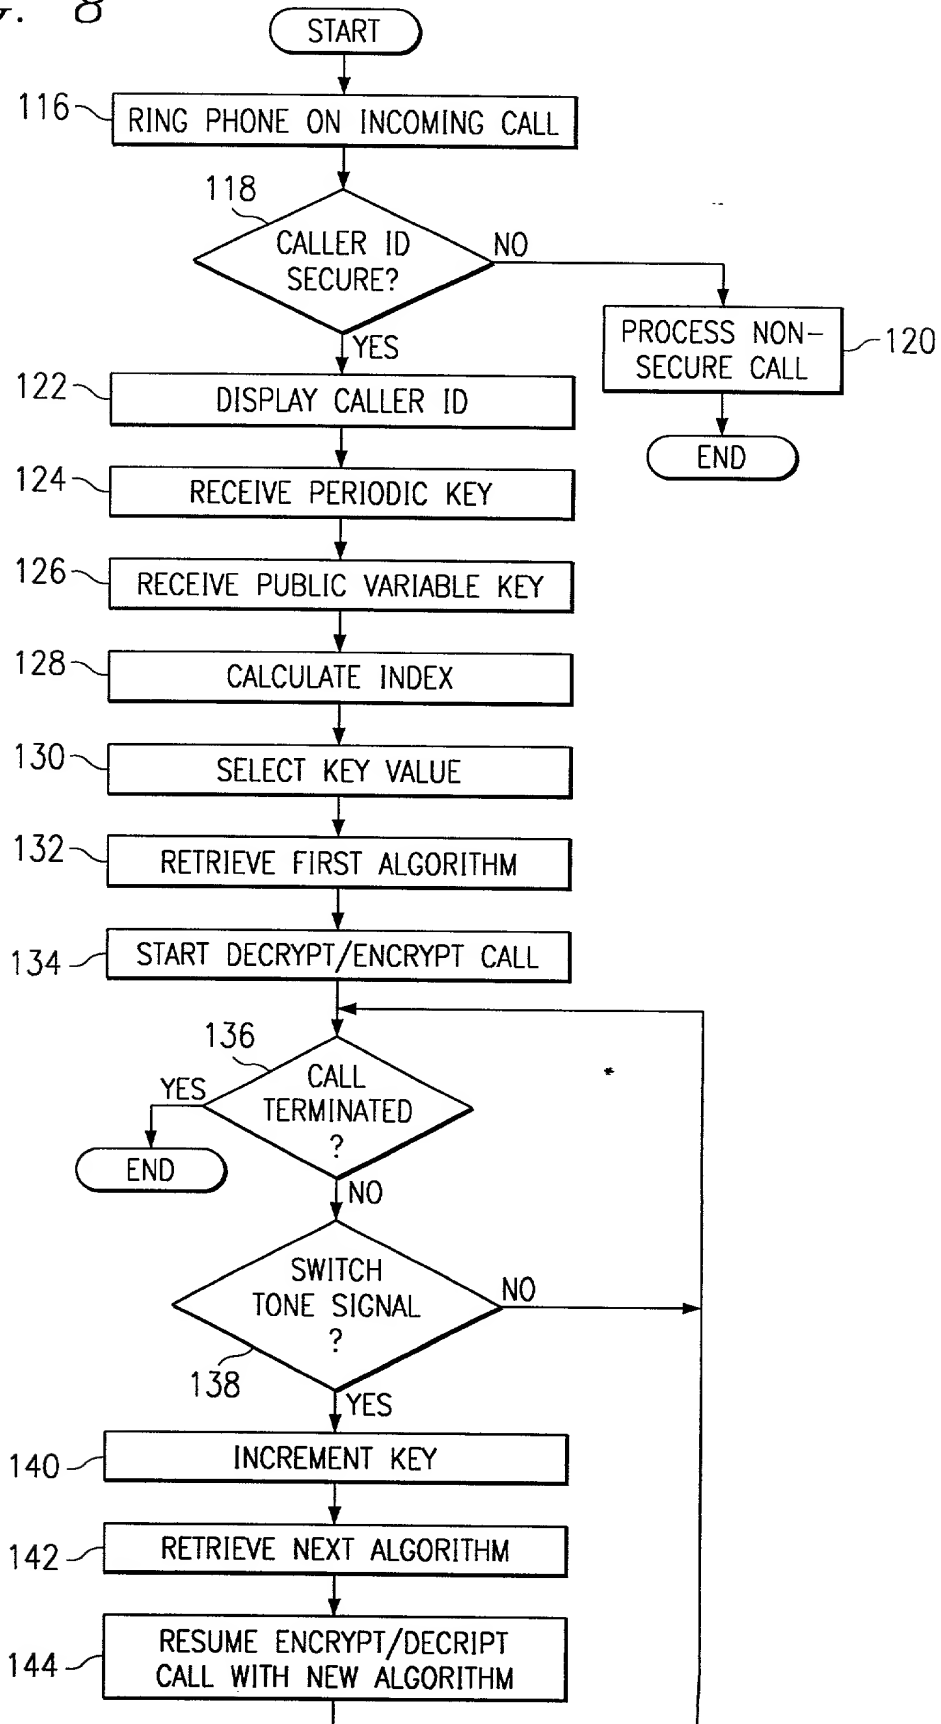 G. 8
START
116
RING PHONE ON INCOMING CALL
118
CALLER ID
SECURE?
NO
YES
PROCESS NON-
SECURE CALL
120
END
122
DISPLAY CALLER ID
124
RECEIVE PERIODIC KEY
126
RECEIVE PUBLIC VARIABLE KEY
128
CALCULATE INDEX
130
SELECT KEY VALUE
132
RETRIEVE FIRST ALGORITHM
134
START DECRYPT/ENCRYPT CALL
136
CALL
TERMINATED
?
YES
END
NO
SWITCH
TONE SIGNAL
?
NO
138
YES
140
INCREMENT KEY
142
RETRIEVE NEXT ALGORITHM
144
RESUME ENCRYPT/DECRIPT
CALL WITH NEW ALGORITHM